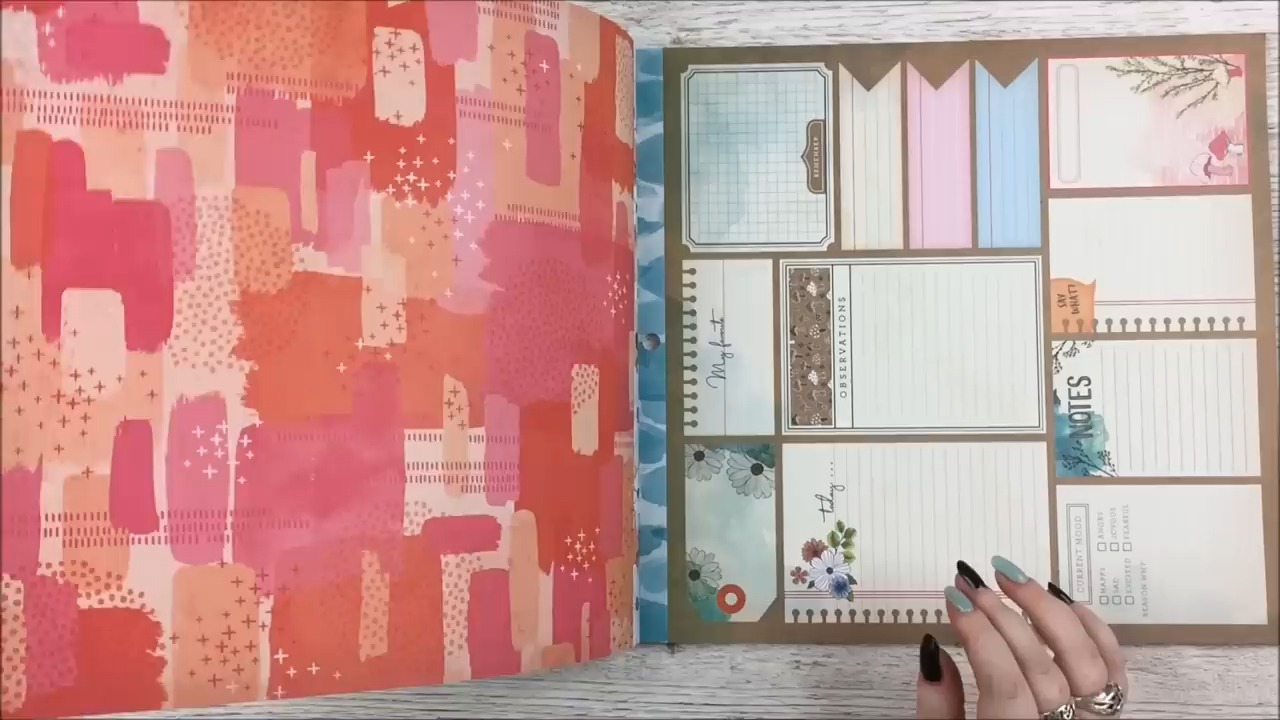 REMEMBER
My favorite
OBSERVATIONS
today ...
SAY
WHAT?
NOTES
CURRENT MOOD
HAPPY
ANGRY
SAD
JOYOUS
EXCITED
FEARFUL
REASON WHY